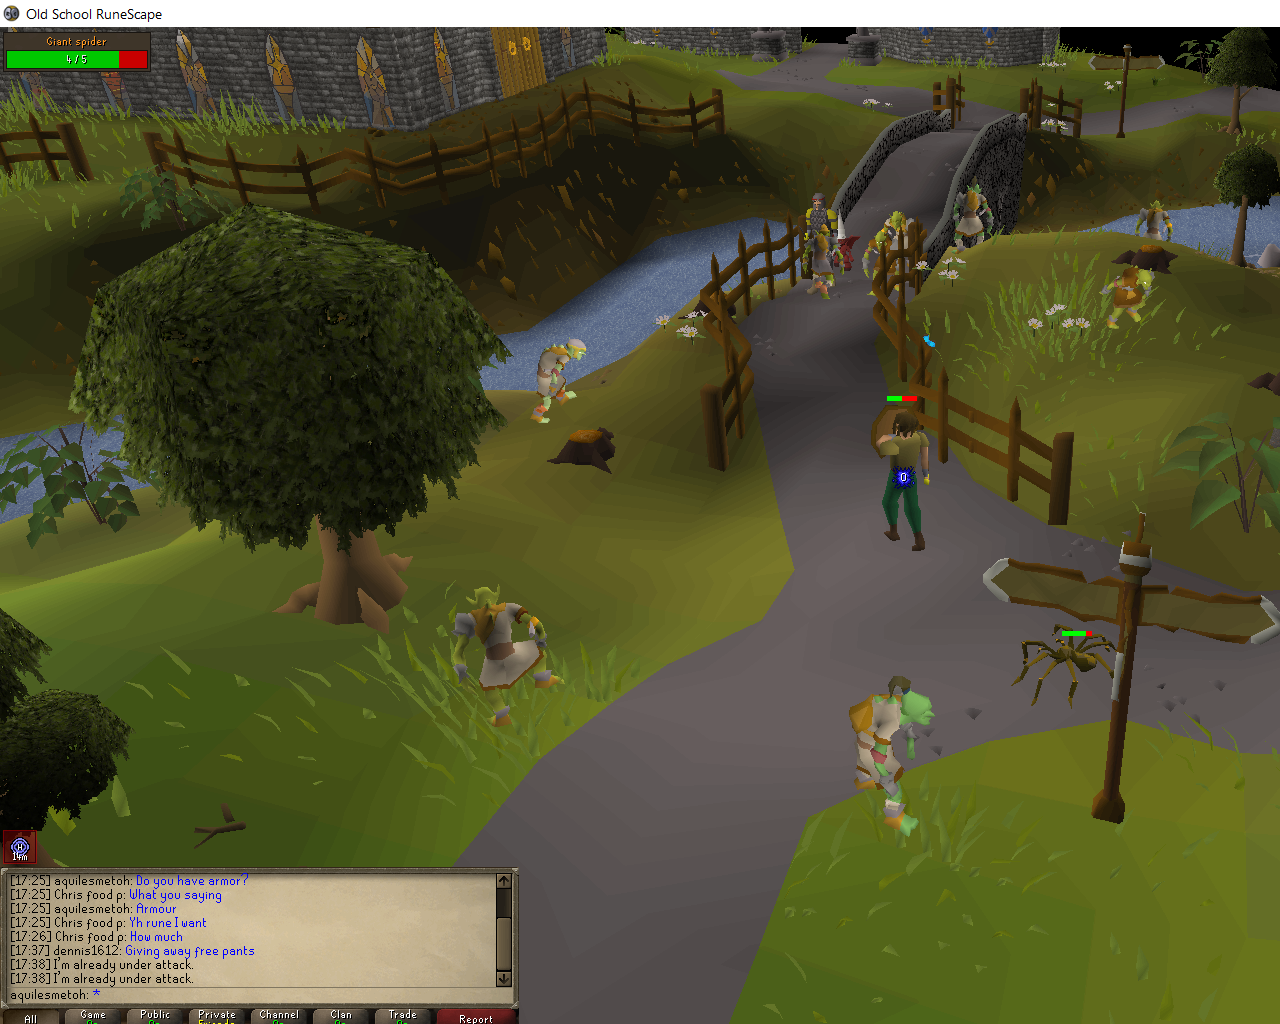 Old School RuneScape
Giant spider
4 / 5
0
14m
[17:25] aquilesmetoh: Do you have armor?
[17:25] Chris food p: What you saying
[17:25] aquilesmetoh: Armour
[17:25] Chris food p: Yh rune I want
[17:26] Chris food p: How much
[17:37] dennis1612: Giving away free pants
[17:38] I'm already under attack.
[17:38] I'm already under attack.
aquilesmetoh: *
All Game Public Private Channel Clan Trade Report